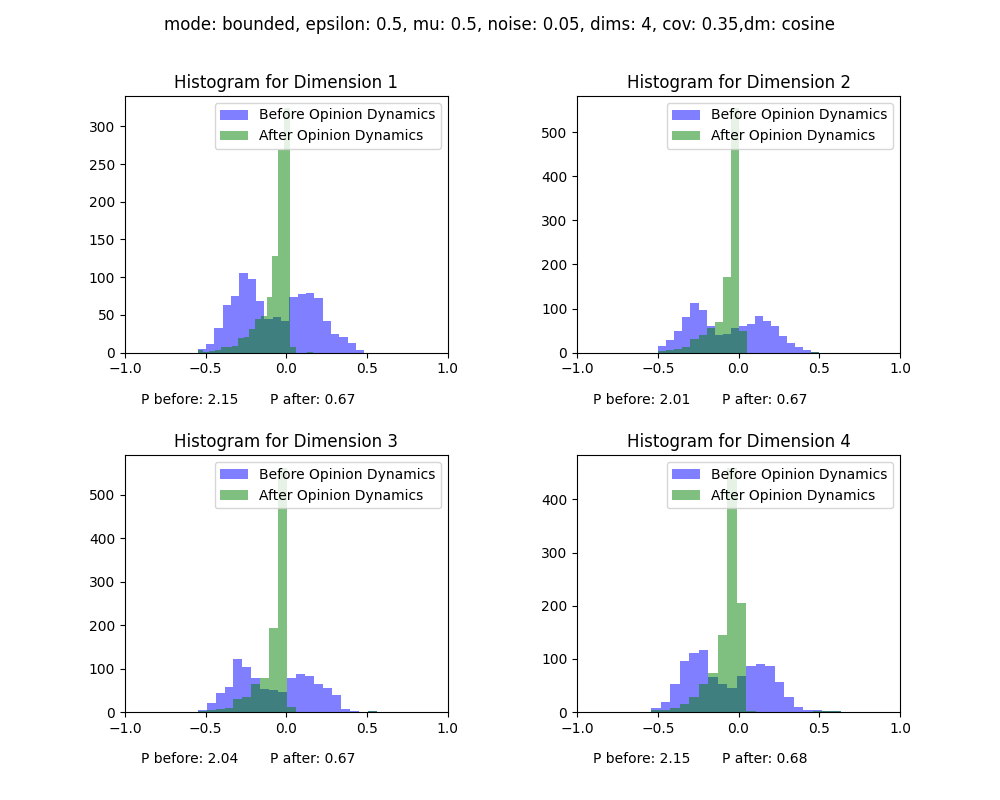 mode: bounded, epsilon: 0.5, mu: 0.5, noise: 0.05, dims: 4, cov: 0.35,dm: cosine
Histogram for Dimension 1
Before Opinion Dynamics
After Opinion Dynamics
300
250
200
150
100
50
0
−1.0 −0.5 0.0 0.5 1.0
P before: 2.15 P after: 0.67
Histogram for Dimension 2
Before Opinion Dynamics
After Opinion Dynamics
500
400
300
200
100
0
−1.0 −0.5 0.0 0.5 1.0
P before: 2.01 P after: 0.67
Histogram for Dimension 3
Before Opinion Dynamics
After Opinion Dynamics
500
400
300
200
100
0
−1.0 −0.5 0.0 0.5 1.0
P before: 2.04 P after: 0.67
Histogram for Dimension 4
Before Opinion Dynamics
After Opinion Dynamics
400
300
200
100
0
−1.0 −0.5 0.0 0.5 1.0
P before: 2.15 P after: 0.68